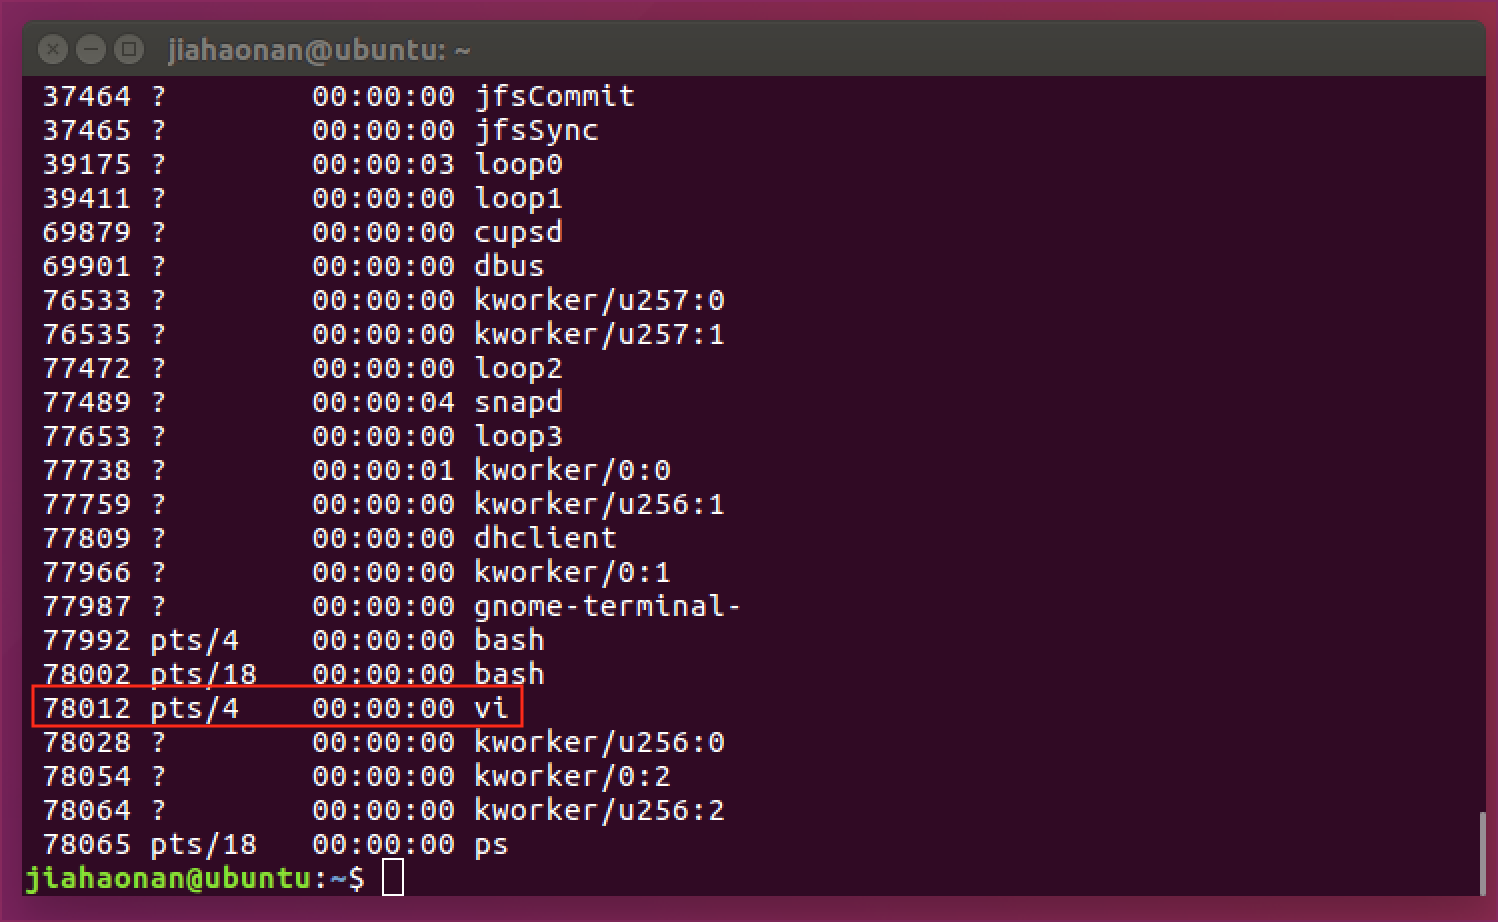 jiahaonan@ubuntu: ~
37464 ?        00:00:00 jfsCommit
37465 ?        00:00:00 jfsSync
39175 ?        00:00:03 loop0
39411 ?        00:00:00 loop1
69879 ?        00:00:00 cupsd
69901 ?        00:00:00 dbus
76533 ?        00:00:00 kworker/u257:0
76535 ?        00:00:00 kworker/u257:1
77472 ?        00:00:00 loop2
77489 ?        00:00:04 snapd
77653 ?        00:00:00 loop3
77738 ?        00:00:01 kworker/0:0
77759 ?        00:00:00 kworker/u256:1
77809 ?        00:00:00 dhclient
77966 ?        00:00:00 kworker/0:1
77987 ?        00:00:00 gnome-terminal-
77992 pts/4    00:00:00 bash
78002 pts/18   00:00:00 bash
78012 pts/4    00:00:00 vi
78028 ?        00:00:00 kworker/u256:0
78054 ?        00:00:00 kworker/0:2
78064 ?        00:00:00 kworker/u256:2
78065 pts/18   00:00:00 ps
jiahaonan@ubuntu:~$